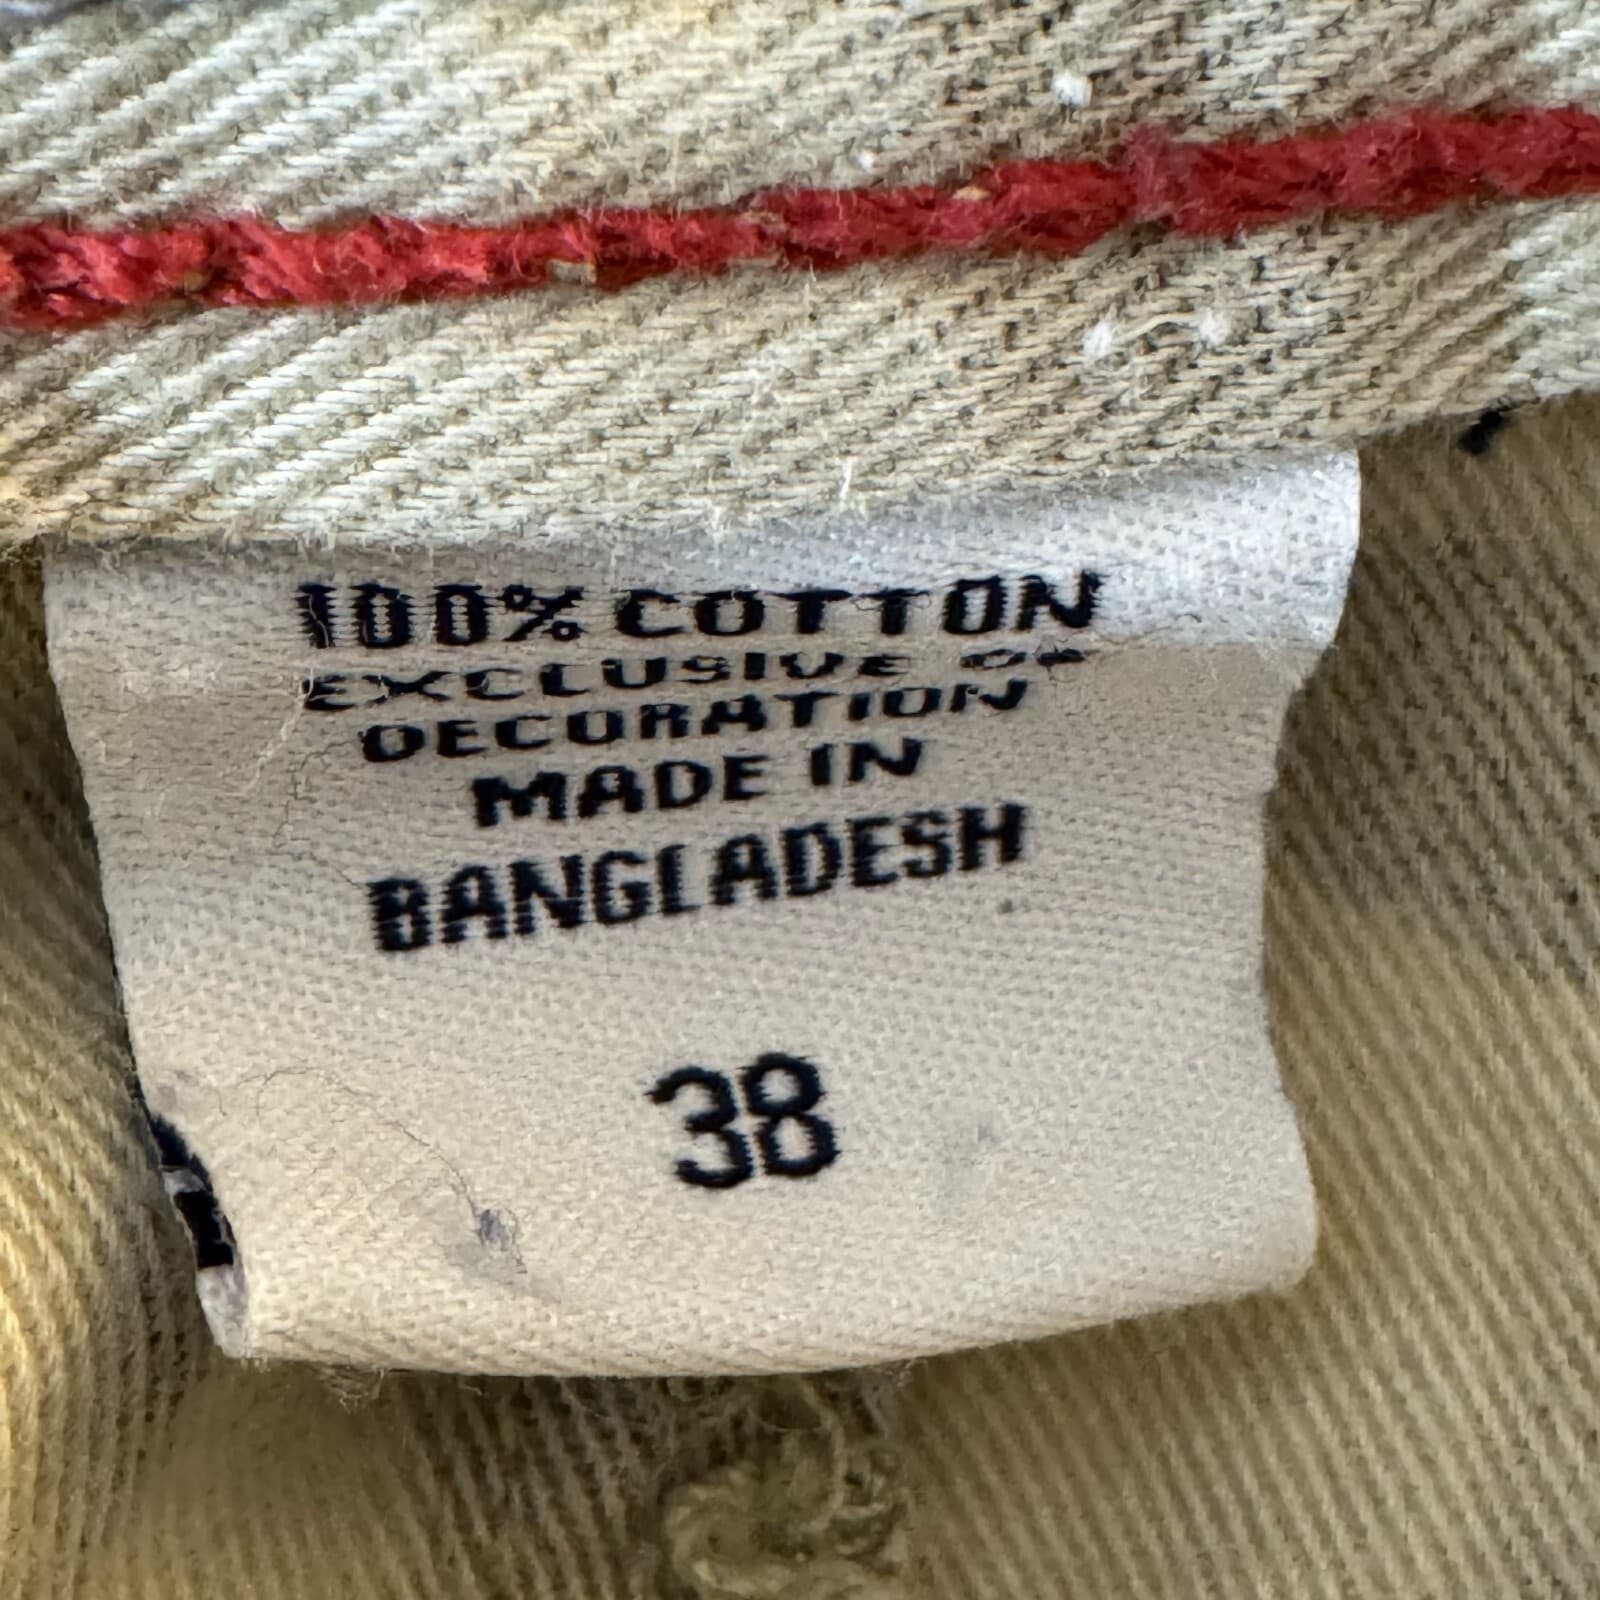 100% COTTON
EXCLUSIVE OF
DECORATION
MADE IN
BANGLADESH
38